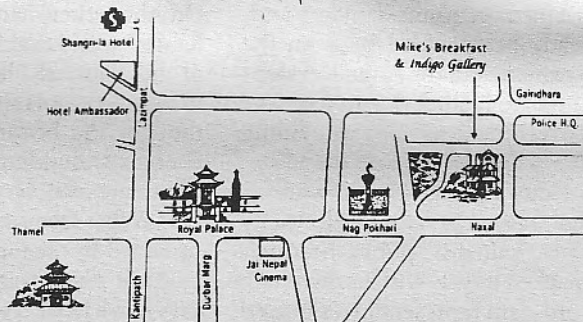 S
Shangri-la Hotel
Mike's Breakfast
& Indigo Gallery
Gairidhara
Hotel Ambassador
Lazimpat
Police H.Q.
Thamel
Royal Palace
Nag Pokhari
Naxal
Jai Nepal
Cinema
Kantipath
Durbar Marg